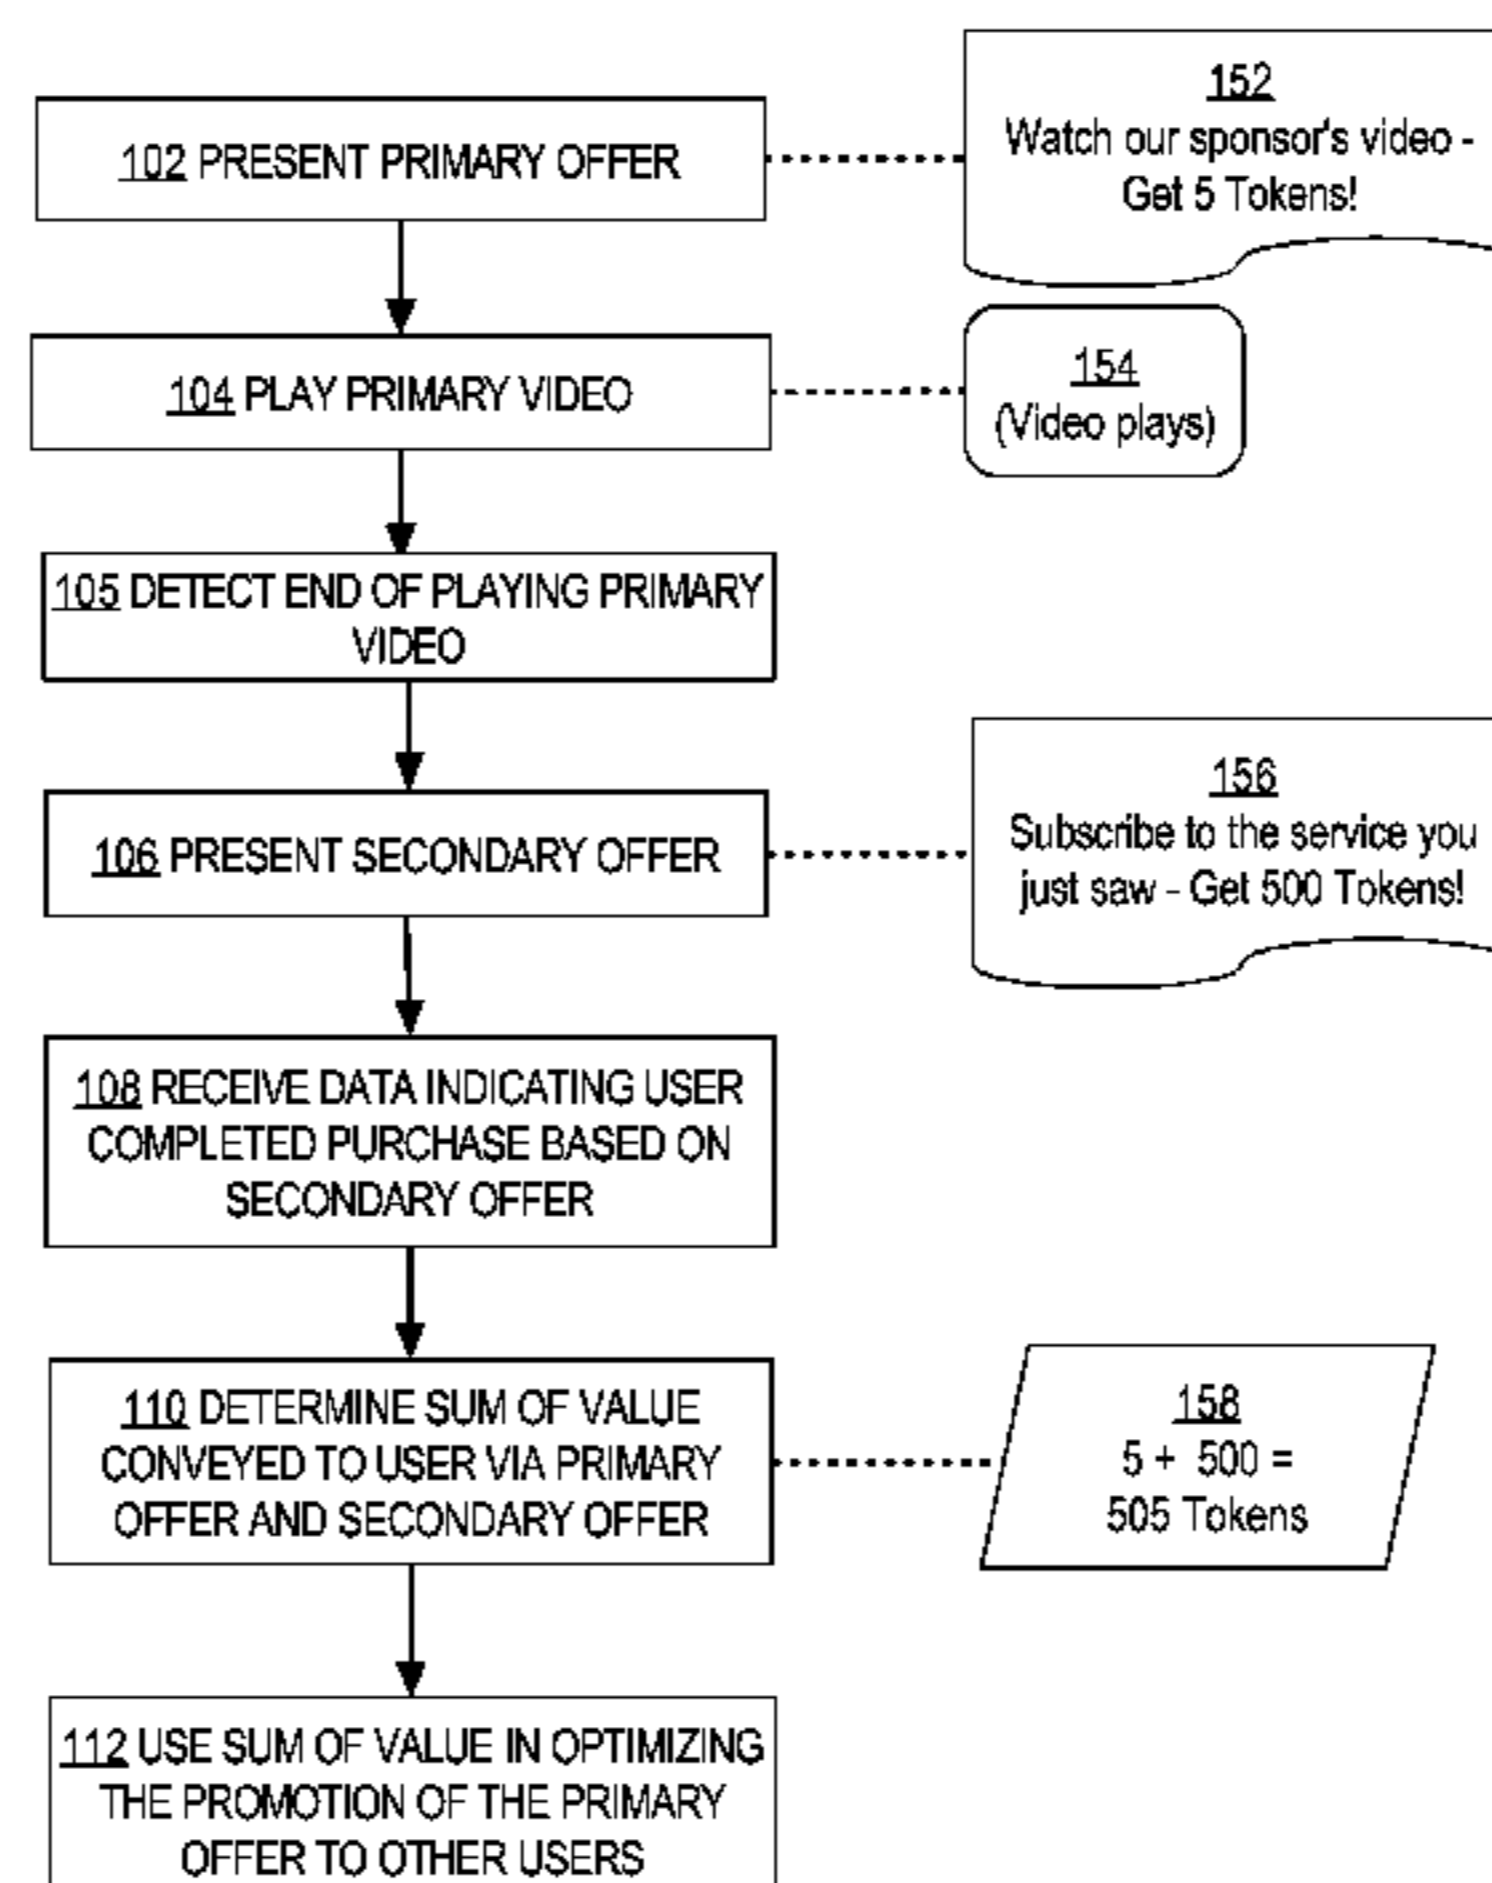 102 PRESENT PRIMARY OFFER
152
Watch our sponsor's video -
Get 5 Tokens!
104 PLAY PRIMARY VIDEO
154
(Video plays)
105 DETECT END OF PLAYING PRIMARY
VIDEO
106 PRESENT SECONDARY OFFER
156
Subscribe to the service you
just saw - Get 500 Tokens!
108 RECEIVE DATA INDICATING USER
COMPLETED PURCHASE BASED ON
SECONDARY OFFER
110 DETERMINE SUM OF VALUE
CONVEYED TO USER VIA PRIMARY
OFFER AND SECONDARY OFFER
158
5 + 500 =
505 Tokens
112 USE SUM OF VALUE IN OPTIMIZING
THE PROMOTION OF THE PRIMARY
OFFER TO OTHER USERS